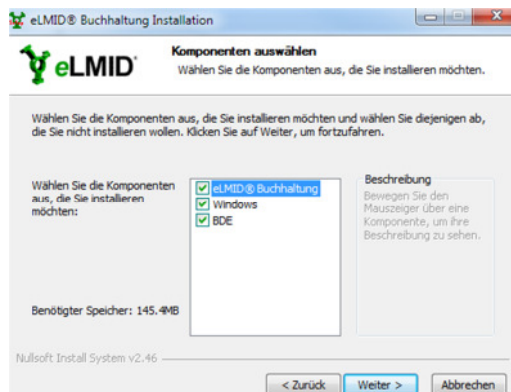 eLMID® Buchhaltung Installation
eLMID
Komponenten auswählen
Wählen Sie die Komponenten aus, die Sie installieren möchten.
Wählen Sie die Komponenten aus, die Sie installieren möchten und wählen Sie diejenigen ab,
die Sie nicht installieren wollen. Klicken Sie auf Weiter, um fortzufahren.
Wählen Sie die Komponenten
aus, die Sie installieren
möchten:
eLMID® Buchhaltung
Windows
BDE
Beschreibung
Bewegen Sie den
Mauszeiger über eine
Komponente, um ihre
Beschreibung zu sehen.
Benötigter Speicher: 145.4MB
Nullsoft Install System v2.46
< Zurück
Weiter >
Abbrechen